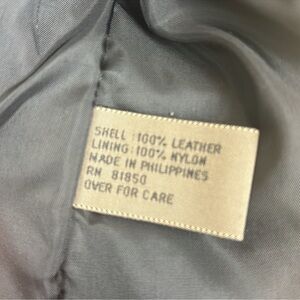 SHELL :100% LEATHER
LINING:100% NYLON
MADE IN PHILIPPINES
RN 81850
OVER FOR CARE